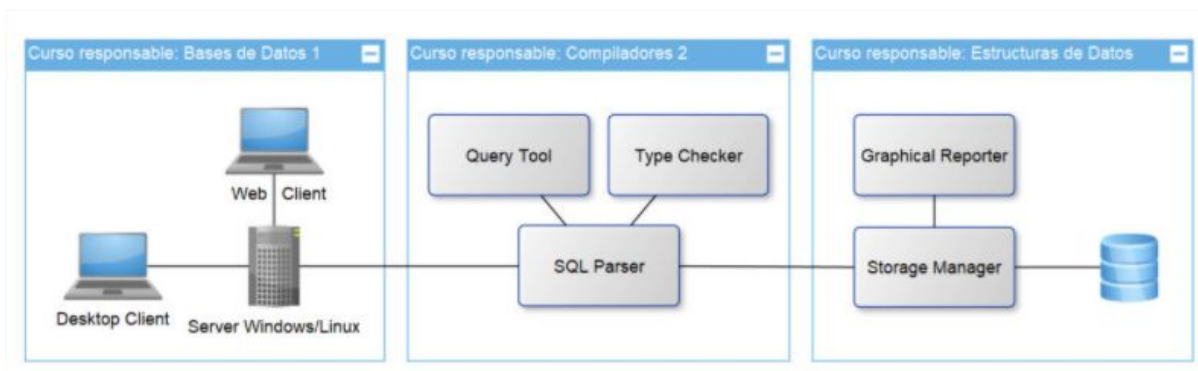 Curso responsable: Bases de Datos 1
Web Client
Desktop Client
Server Windows/Linux
Curso responsable: Compiladores 2
Query Tool
Type Checker
SQL Parser
Curso responsable: Estructuras de Datos
Graphical Reporter
Storage Manager